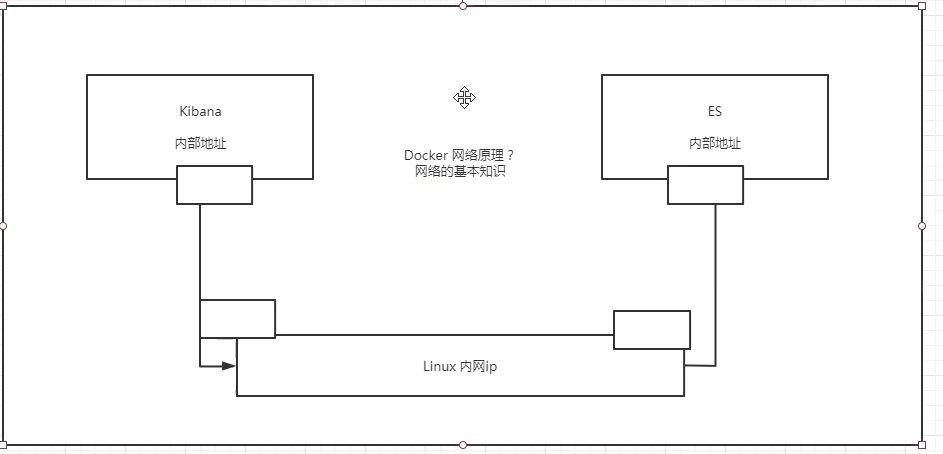 Kibana
内部地址
Docker 网络原理？
网络的基本知识
ES
内部地址
Linux 内网ip